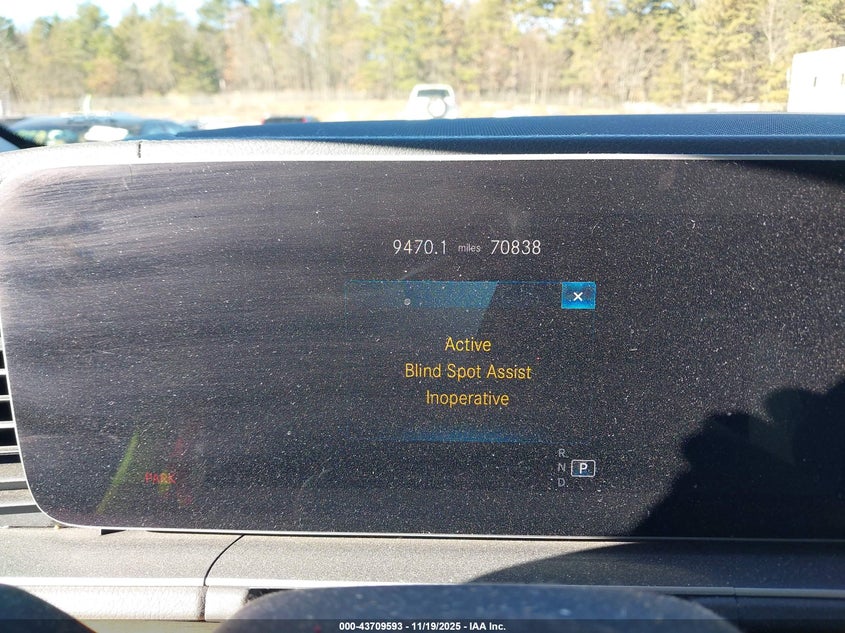 9470.1 miles 70838
×
Active
Blind Spot Assist
Inoperative
R
N P
D
PARK
000-43709593 - 11/19/2025 - IAA Inc.